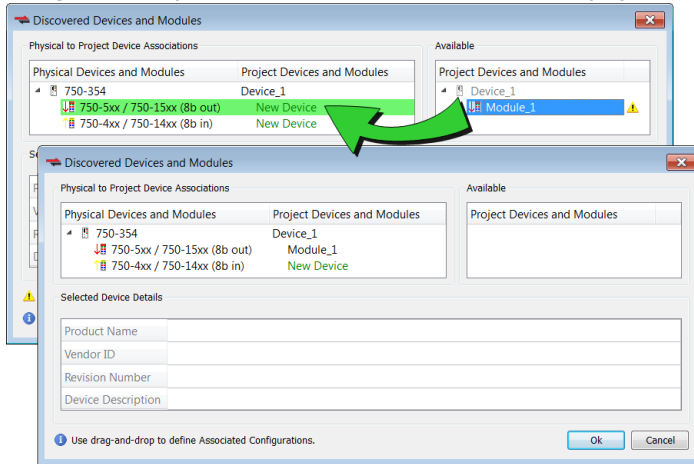 Discovered Devices and Modules
Physical to Project Device Associations
Available
Physical Devices and Modules Project Devices and Modules
Project Devices and Modules
750-354 Device_1
Device_1
750-5xx / 750-15xx (8b out) New Device
Module_1
750-4xx / 750-14xx (8b in) New Device
Discovered Devices and Modules
Physical to Project Device Associations
Available
Physical Devices and Modules Project Devices and Modules
Project Devices and Modules
750-354 Device_1
750-5xx / 750-15xx (8b out) Module_1
750-4xx / 750-14xx (8b in) New Device
Selected Device Details
Product Name
Vendor ID
Revision Number
Device Description
Use drag-and-drop to define Associated Configurations.
Ok Cancel